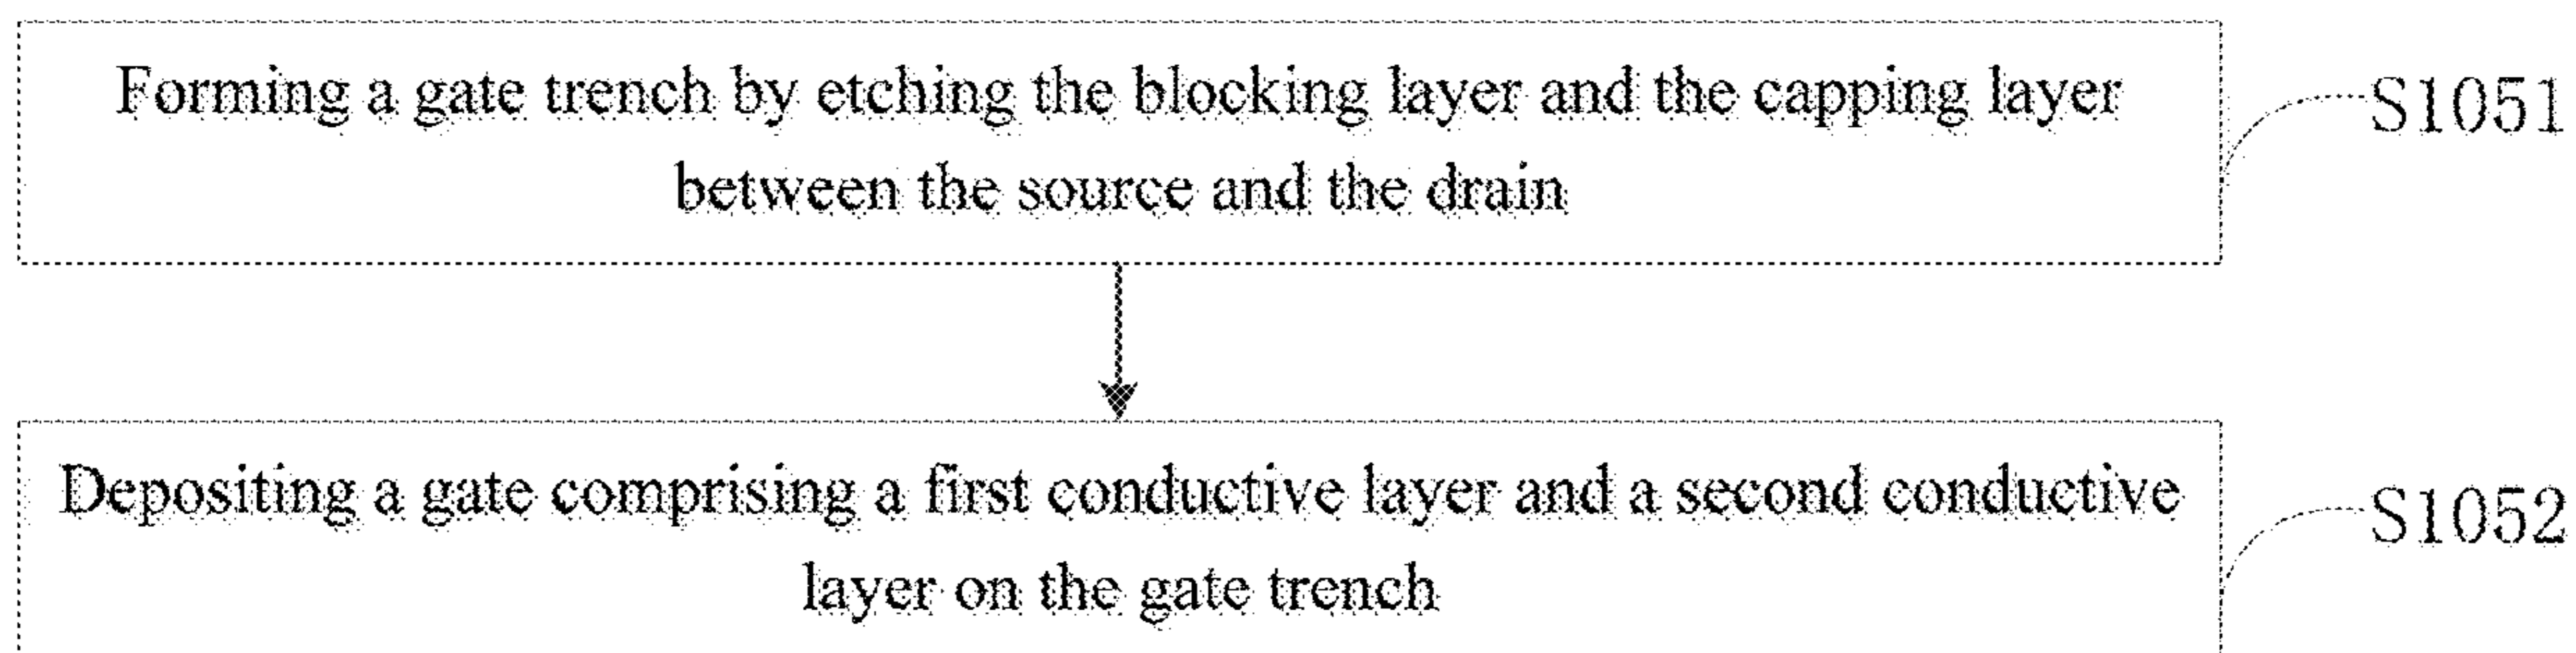 Forming a gate trench by etching the blocking layer and the capping layer
between the source and the drain
S1051
Depositing a gate comprising a first conductive layer and a second conductive
layer on the gate trench
S1052